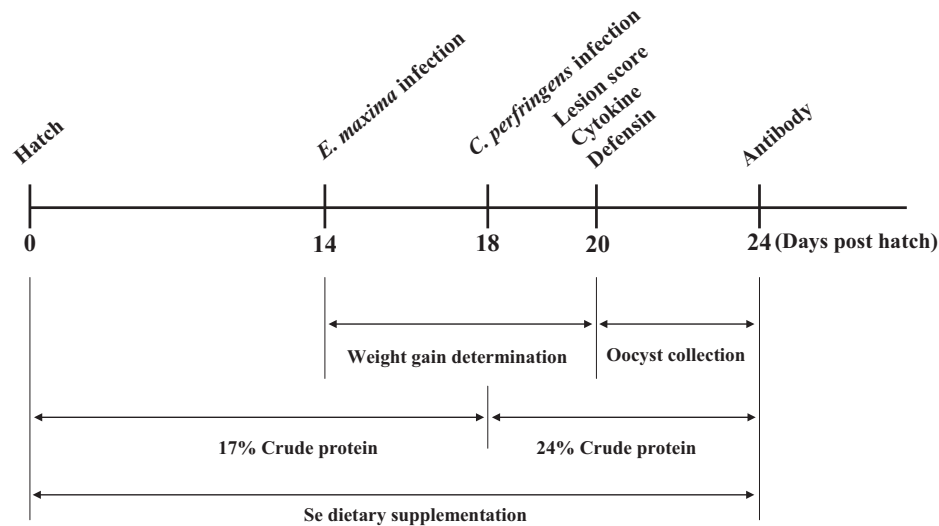 Hatch
E. maxima infection
C. perfringens infection
Lesion score
Cytokine
Defensin
Antibody
0
14
18
20
24 (Days post hatch)
Weight gain determination
Oocyst collection
17% Crude protein
24% Crude protein
Se dietary supplementation